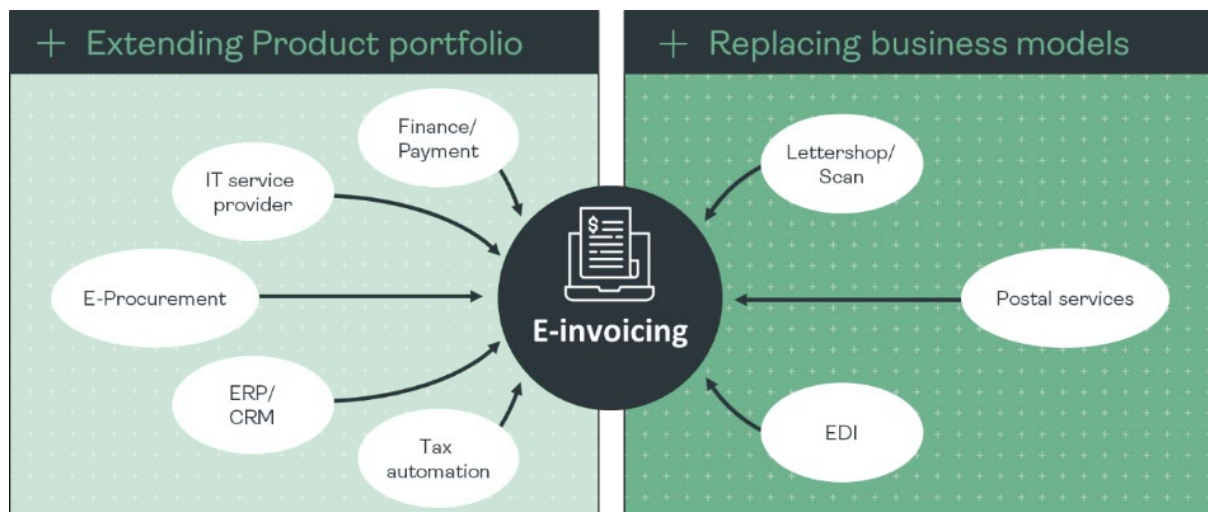 + Extending Product portfolio
+ Replacing business models
Finance/
Payment
IT service
provider
E-Procurement
ERP/
CRM
Tax
automation
$
E-invoicing
Lettershop/
Scan
Postal services
EDI